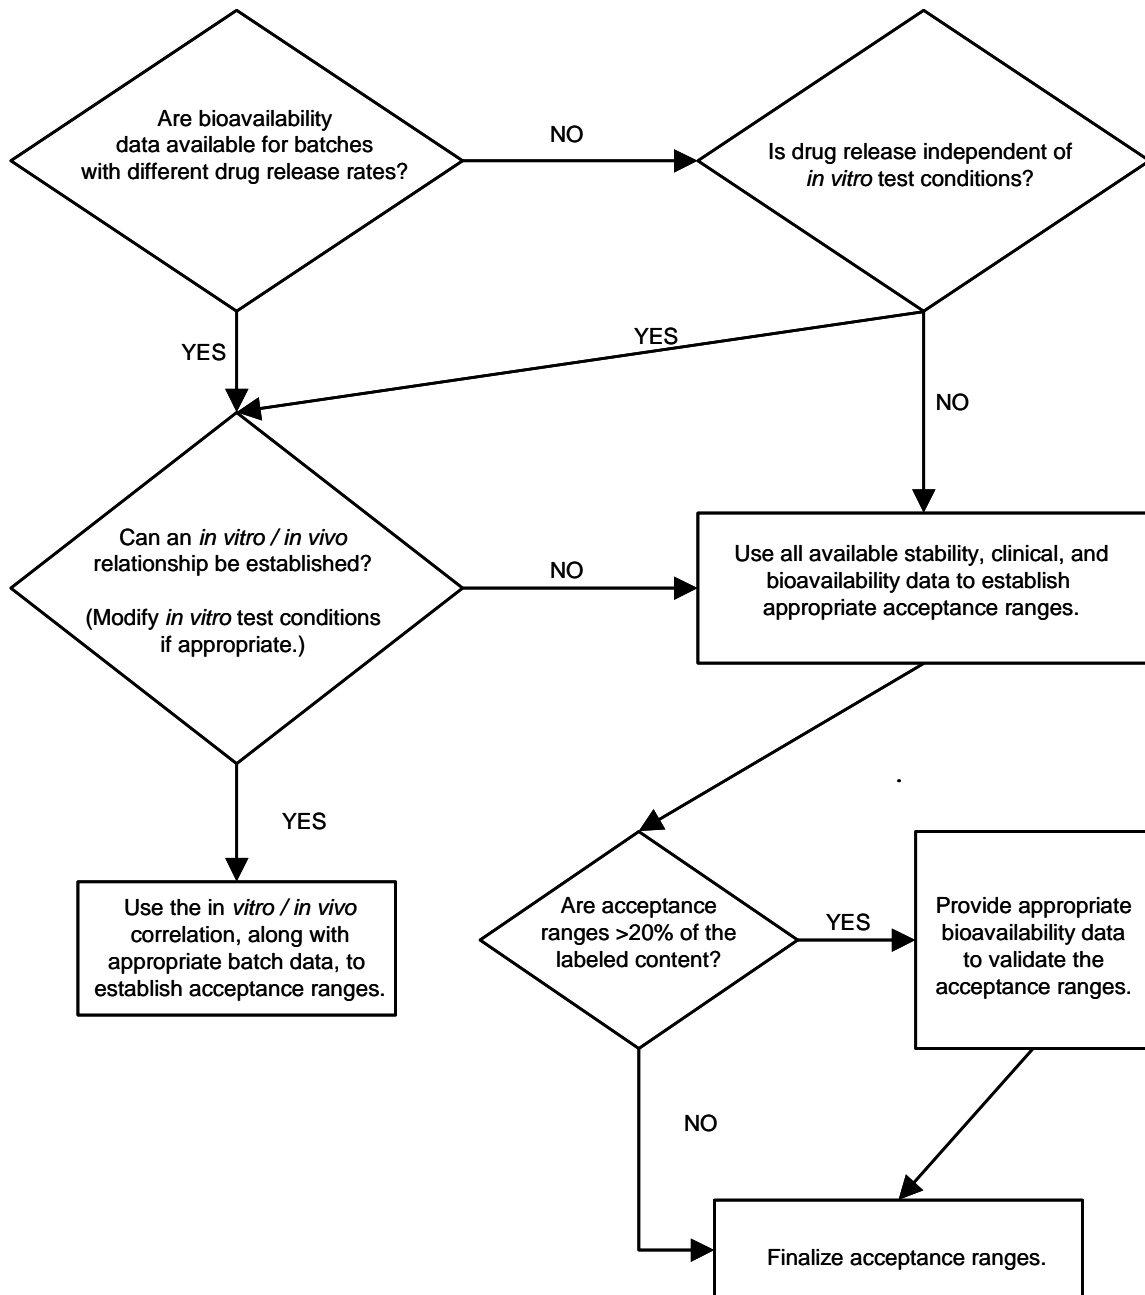 Are bioavailability
data available for batches
with different drug release rates?
NO
Is drug release independent of
in vitro test conditions?
YES
YES
NO
Can an in vitro / in vivo
relationship be established?
(Modify in vitro test conditions
if appropriate.)
NO
Use all available stability, clinical, and
bioavailability data to establish
appropriate acceptance ranges.
YES
Use the in vitro / in vivo
correlation, along with
appropriate batch data, to
establish acceptance ranges.
Are acceptance
ranges >20% of the
labeled content?
YES
Provide appropriate
bioavailability data
to validate the
acceptance ranges.
NO
Finalize acceptance ranges.